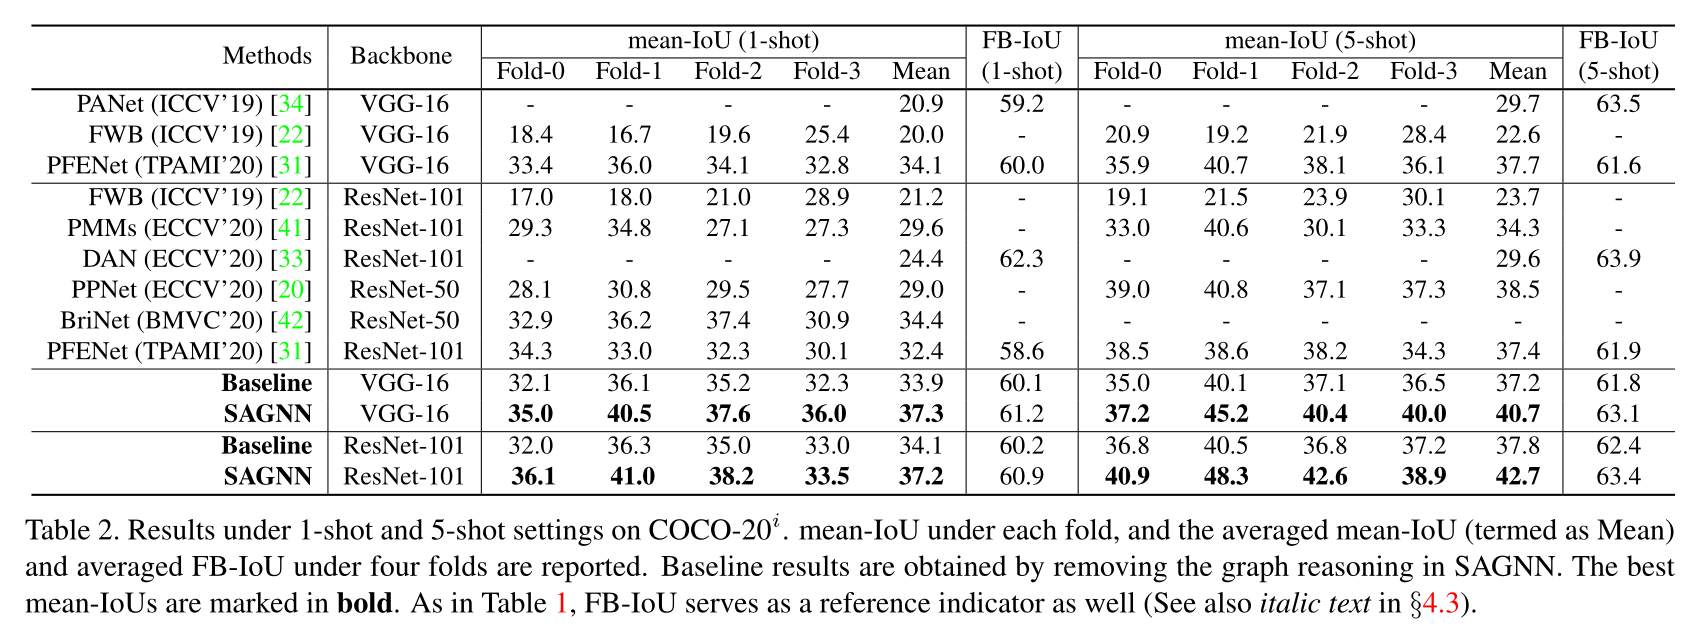 Methods Backbone mean-IoU (1-shot) FB-IoU (1-shot) mean-IoU (5-shot) FB-IoU (5-shot)
Fold-0 Fold-1 Fold-2 Fold-3 Mean Fold-0 Fold-1 Fold-2 Fold-3 Mean
PANet (ICCV'19) [34] VGG-16 - - - - 20.9 59.2 - - - - 29.7 63.5
FWB (ICCV'19) [22] VGG-16 18.4 16.7 19.6 25.4 20.0 - 20.9 19.2 21.9 28.4 22.6 -
PFENet (TPAMI'20) [31] VGG-16 33.4 36.0 34.1 32.8 34.1 60.0 35.9 40.7 38.1 36.1 37.7 61.6
FWB (ICCV'19) [22] ResNet-101 17.0 18.0 21.0 28.9 21.2 - 19.1 21.5 23.9 30.1 23.7 -
PMMs (ECCV'20) [41] ResNet-101 29.3 34.8 27.1 27.3 29.6 - 33.0 40.6 30.1 33.3 34.3 -
DAN (ECCV'20) [33] ResNet-101 - - - - 24.4 62.3 - - - - 29.6 63.9
PPNet (ECCV'20) [20] ResNet-50 28.1 30.8 29.5 27.7 29.0 - 39.0 40.8 37.1 37.3 38.5 -
BriNet (BMVC'20) [42] ResNet-50 32.9 36.2 37.4 30.9 34.4 - - - - - - -
PFENet (TPAMI'20) [31] ResNet-101 34.3 33.0 32.3 30.1 32.4 58.6 38.5 38.6 38.2 34.3 37.4 61.9
Baseline VGG-16 32.1 36.1 35.2 32.3 33.9 60.1 35.0 40.1 37.1 36.5 37.2 61.8
SAGNN VGG-16 35.0 40.5 37.6 36.0 37.3 61.2 37.2 45.2 40.4 40.0 40.7 63.1
Baseline ResNet-101 32.0 36.3 35.0 33.0 34.1 60.2 36.8 40.5 36.8 37.2 37.8 62.4
SAGNN ResNet-101 36.1 41.0 38.2 33.5 37.2 60.9 40.9 48.3 42.6 38.9 42.7 63.4
Table 2. Results under 1-shot and 5-shot settings on COCO-20^i. mean-IoU under each fold, and the averaged mean-IoU (termed as Mean)
and averaged FB-IoU under four folds are reported. Baseline results are obtained by removing the graph reasoning in SAGNN. The best
mean-IoUs are marked in bold. As in Table 1, FB-IoU serves as a reference indicator as well (See also italic text in §4.3).